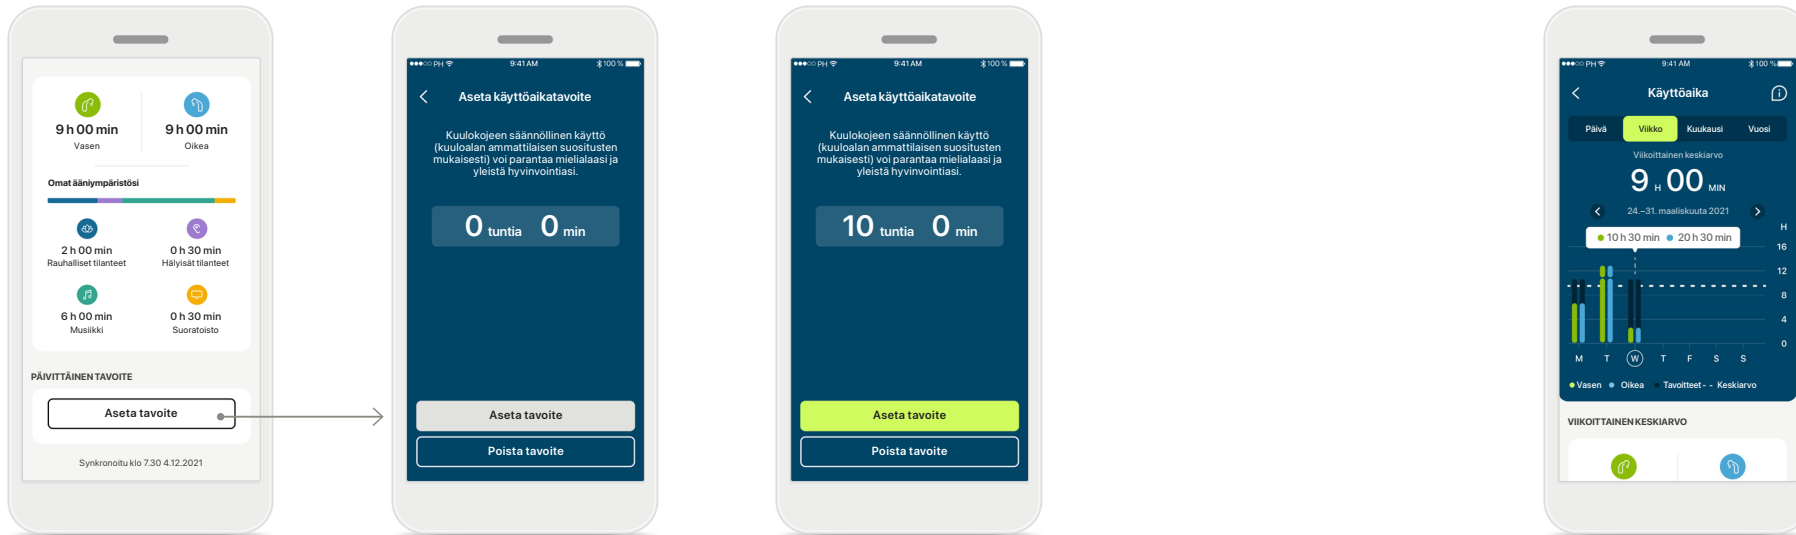 9 h 00 min
Vasen
9 h 00 min
Oikea
Omat ääniympäristösi
2 h 00 min
Rauhalliset tilanteet
0 h 30 min
Hälyisät tilanteet
6 h 00 min
Musiikki
0 h 30 min
Suoratoisto
PÄIVITTÄINEN TAVOITE
Aseta tavoite
Synkronoitu klo 7.30 4.12.2021
PH 9:41 AM 100 %
Aseta käyttöaikatavoite
Kuulokojeen säännöllinen käyttö
(kuuloalan ammattilaisen suositusten
mukaisesti) voi parantaa mielialaasi ja
yleistä hyvinvointiasi.
0 tuntia 0 min
Aseta tavoite
Poista tavoite
PH 9:41 AM 100 %
Aseta käyttöaikatavoite
Kuulokojeen säännöllinen käyttö
(kuuloalan ammattilaisen suositusten
mukaisesti) voi parantaa mielialaasi ja
yleistä hyvinvointiasi.
10 tuntia 0 min
Aseta tavoite
Poista tavoite
PH 9:41 AM 100 %
Käyttöaika
Päivä Viikko Kuukausi Vuosi
Viikoittainen keskiarvo
9 H 00 MIN
24.–31. maaliskuuta 2021
H
10 h 30 min 20 h 30 min
16
12
8
4
0
M T W T F S S
Vasen Oikea Tavoitteet - - Keskiarvo
VIIKOITTAINEN KESKIARVO